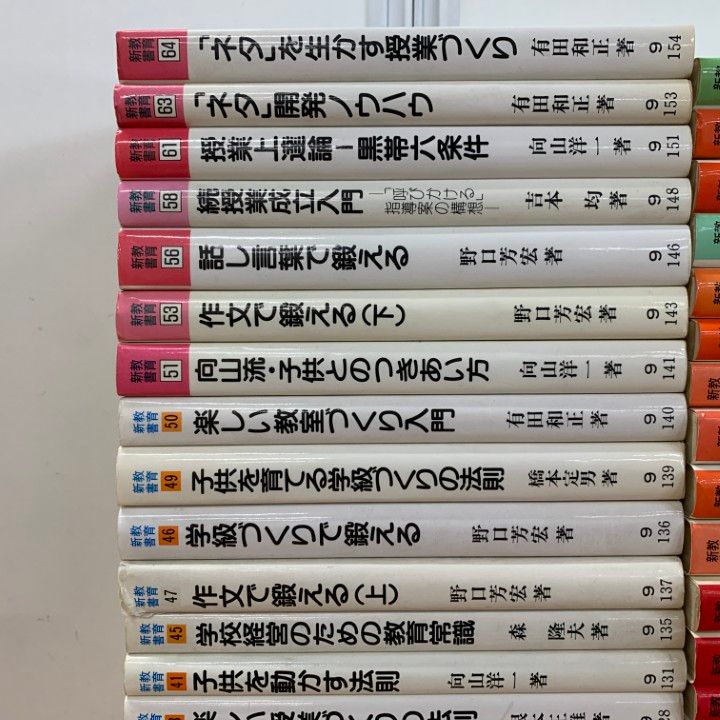 新教育書 64 「ネタ」を生かす授業づくり 有田和正著 9 154
新教育書 63 「ネタ」開発ノウハウ 有田和正著 9 153
新教育書 61 授業上達論―黒帯六条件 向山洋一著 9 151
新教育書 58 続授業成立入門 ―「呼びかける」指導案の構想― 吉本均著 9 148
新教育書 56 話し言葉で鍛える 野口芳宏著 9 146
新教育書 53 作文で鍛える(下) 野口芳宏著 9 143
新教育書 51 向山流・子供とのつきあい方 向山洋一著 9 141
新教育書 50 楽しい教室づくり入門 有田和正著 9 140
新教育書 49 子供を育てる学級づくりの法則 橋本定男著 9 139
新教育書 46 学級づくりで鍛える 野口芳宏著 9 136
新教育書 47 作文で鍛える(上) 野口芳宏著 9 137
新教育書 45 学校経営のための教育常識 森隆夫著 9 135
新教育書 41 子供を動かす法則 向山洋一著 9 131
新教
新教
新教
新教
新教